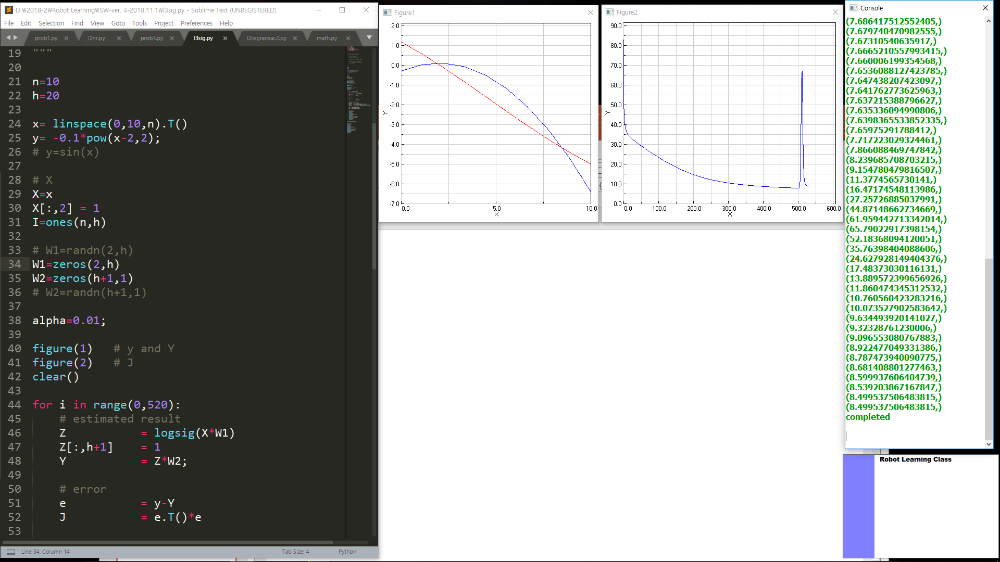 D:₩2018-2₩Robot Learning₩SW-ver. 4-2018.11.1₩l3sig.py - Sublime Text (UNREGISTERED)
File Edit Selection Find View Goto Tools Project Preferences Help
prob1.py l2nr.py prob3.py l3sig.py l2regransac2.py math.py
19 """
20
21 n=10
22 h=20
23
24 x= linspace(0,10,n).T()
25 y= -0.1*pow(x-2,2);
26 # y=sin(x)
27
28 # X
29 X=x
30 X[:,2] = 1
31 I=ones(n,h)
32
33 # W1=randn(2,h)
34 W1=zeros(2,h)
35 W2=zeros(h+1,1)
36 # W2=randn(h+1,1)
37
38 alpha=0.01;
39
40 figure(1) # y and Y
41 figure(2) # J
42 clear()
43
44 for i in range(0,520):
45 # estimated result
46 Z = logsig(X*W1)
47 Z[:,h+1] = 1
48 Y = Z*W2;
49
50 # error
51 e = y-Y
52 J = e.T()*e
53
Line 34, Column 14 Tab Size: 4 Python
Figure1
2.0
1.0
0.0
-1.0
-2.0
Y
-3.0
-4.0
-5.0
-6.0
-7.0
0.0 5.0 10.0
X
Figure2
90.0
80.0
70.0
60.0
50.0
Y
40.0
30.0
20.0
10.0
0.0
0.0 100.0 200.0 300.0 400.0 500.0 600.0
X
Console
(7.686417512552405,)
(7.679740470982555,)
(7.67310540635917,)
(7.6665210557993415,)
(7.660006199354568,)
(7.6536088127423785,)
(7.647438207423097,)
(7.641762773625963,)
(7.637215388796627,)
(7.635336094990806,)
(7.6398365533852335,)
(7.65975291788412,)
(7.717223029324461,)
(7.866088469747842,)
(8.239685708703215,)
(9.154780479816507,)
(11.3774565730141,)
(16.47174548113986,)
(27.25726885037991,)
(44.87148662734669,)
(61.959442713342014,)
(65.79022917398154,)
(52.18368094120051,)
(35.76398404088606,)
(24.627928149404376,)
(17.48373030116131,)
(13.889572399656926,)
(11.860474345312532,)
(10.760560423283216,)
(10.073527902583642,)
(9.634493920141027,)
(9.32328761230006,)
(9.096553080767883,)
(8.922477049331386,)
(8.787473940090775,)
(8.681408801277463,)
(8.599937606404739,)
(8.539203867167847,)
(8.499537506483815,)
(8.499537506483815,)
completed
Robot Learning Class